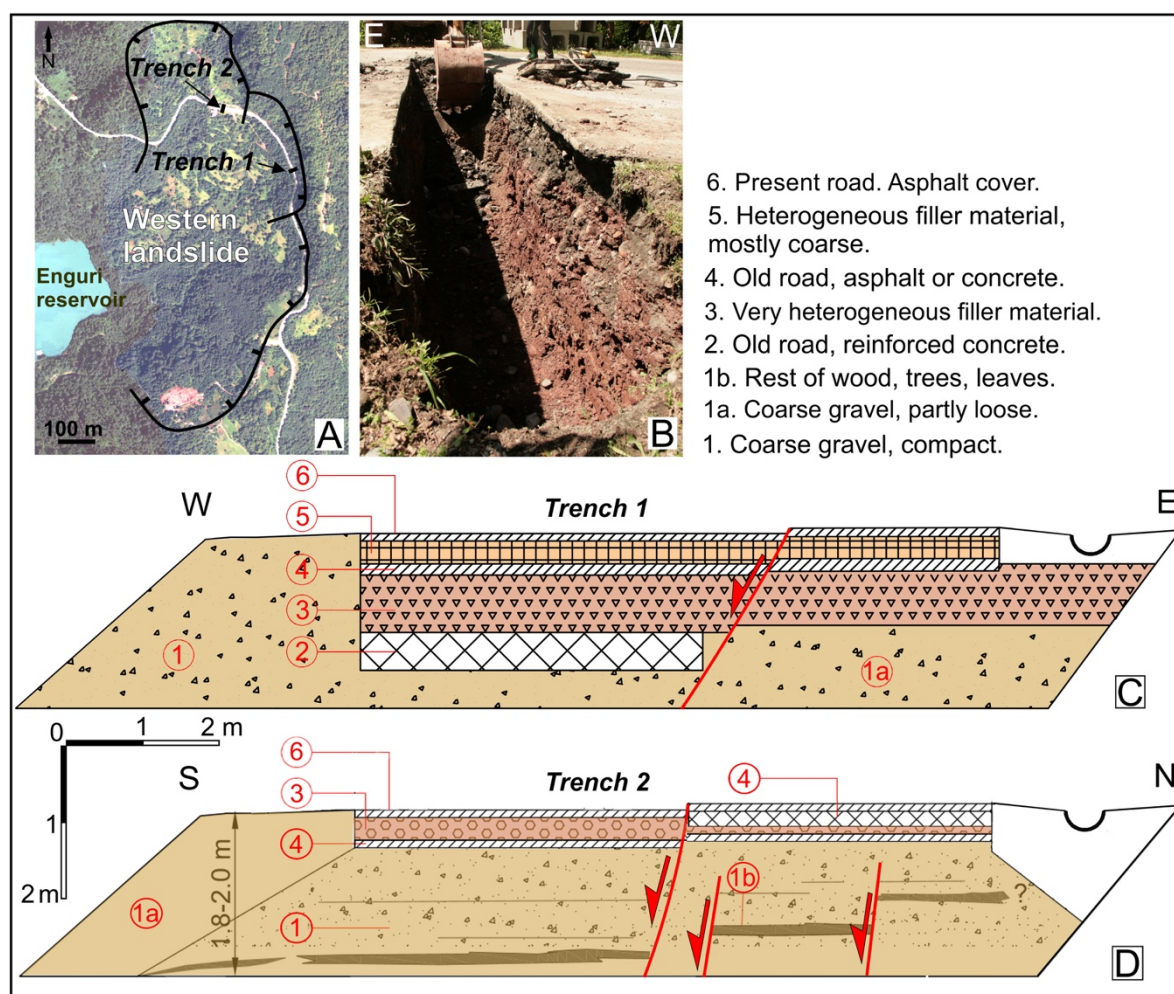 N
Trench 2
Trench 1
Western
landslide
Enguri
reservoir
100 m
A
E
W
B
6. Present road. Asphalt cover.
5. Heterogeneous filler material,
mostly coarse.
4. Old road, asphalt or concrete.
3. Very heterogeneous filler material.
2. Old road, reinforced concrete.
1b. Rest of wood, trees, leaves.
1a. Coarse gravel, partly loose.
1. Coarse gravel, compact.
W
Trench 1
E
6
5
4
3
2
1
1a
C
0 1 2 m
1
2 m
S
Trench 2
N
6
3
4
4
1.8-2.0 m
1a
1
1b
?
D